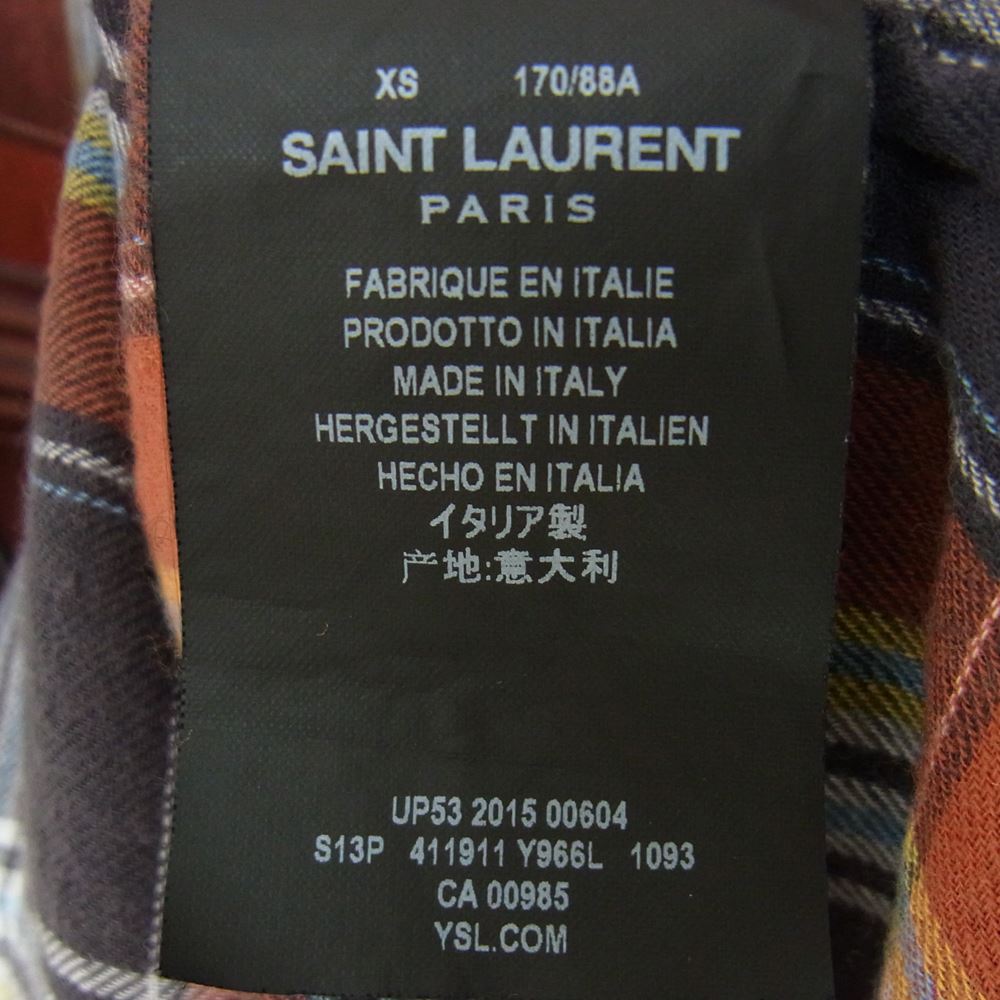 XS 170/88A
SAINT LAURENT
PARIS
FABRIQUE EN ITALIE
PRODOTTO IN ITALIA
MADE IN ITALY
HERGESTELLT IN ITALIEN
HECHO EN ITALIA
イタリア製
产地:意大利
UP53 2015 00604
S13P 411911 Y966L 1093
CA 00985
YSL.COM